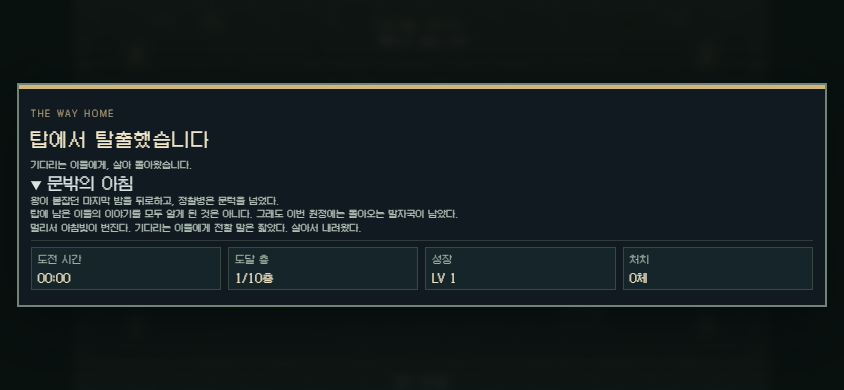 THE WAY HOME
탑에서 탈출했습니다
기다리는 이들에게, 살아 돌아왔습니다.
▼ 문밖의 아침
왕이 붙잡던 마지막 밤을 뒤로하고, 정찰병은 문턱을 넘었다.
탑에 남은 이들의 이야기를 모두 알게 된 것은 아니다. 그래도 이번 원정에는 돌아오는 발자국이 남았다.
멀리서 아침빛이 번진다. 기다리는 이들에게 전할 말은 짧았다. 살아서 내려왔다.
도전 시간
00:00
도달 층
1/10층
성장
LV 1
처치
0체